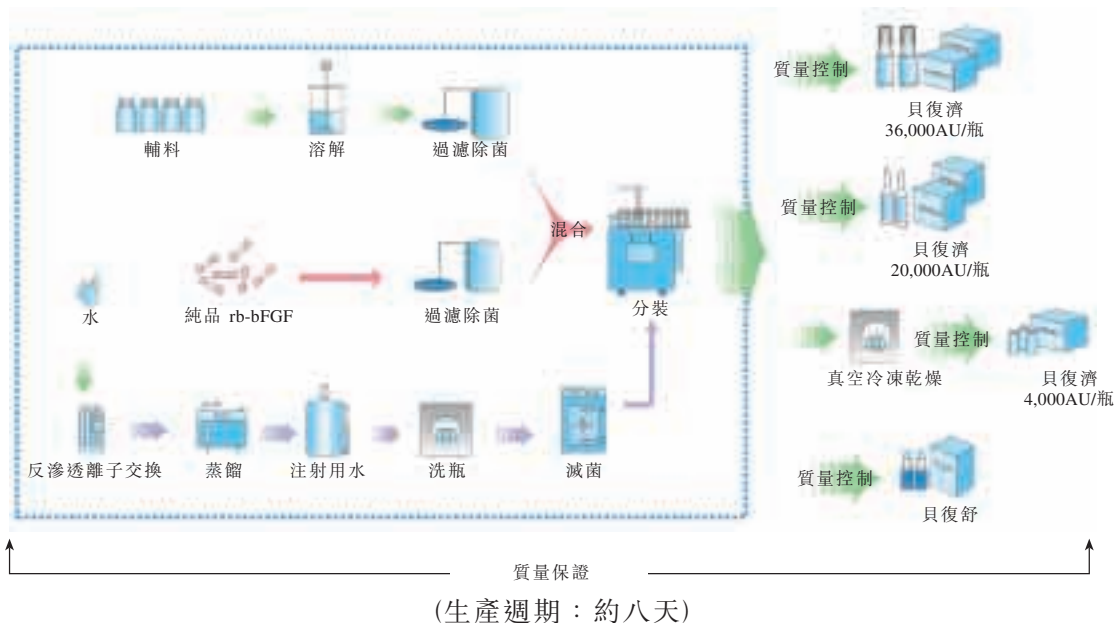 輔料
溶解
過濾除菌
混合
水
純品 rb-bFGF
過濾除菌
分裝
反滲透離子交換
蒸餾
注射用水
洗瓶
滅菌
質量控制
貝復濟
36,000AU/瓶
質量控制
貝復濟
20,000AU/瓶
真空冷凍乾燥
質量控制
貝復濟
4,000AU/瓶
質量控制
貝復舒
質量保證
(生產週期：約八天)